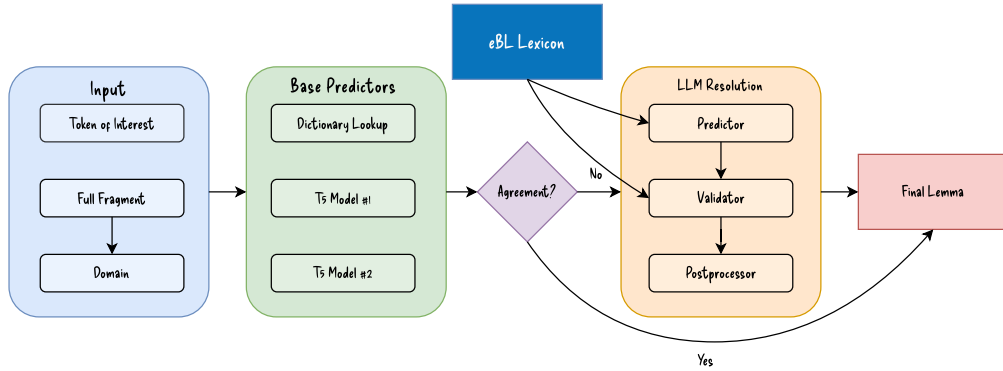 eBL Lexicon
Input
Token of Interest
Full Fragment
Domain
Base Predictors
Dictionary Lookup
T5 Model #1
T5 Model #2
Agreement?
No
Yes
LLM Resolution
Predictor
Validator
Postprocessor
Final Lemma